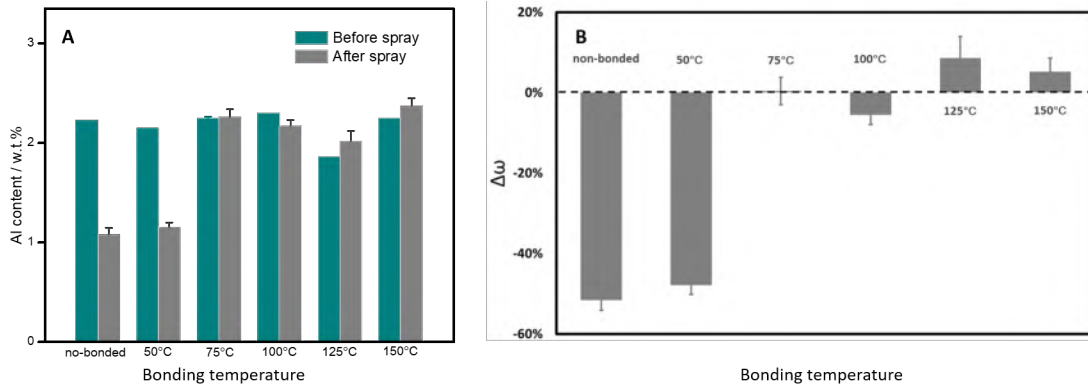 A
Before spray
After spray
Al content / w.t.%
3
2
1
0
no-bonded 50°C 75°C 100°C 125°C 150°C
Bonding temperature
B
20%
0%
-20%
-40%
-60%
Δω
non-bonded 50°C 75°C 100°C
125°C 150°C
Bonding temperature